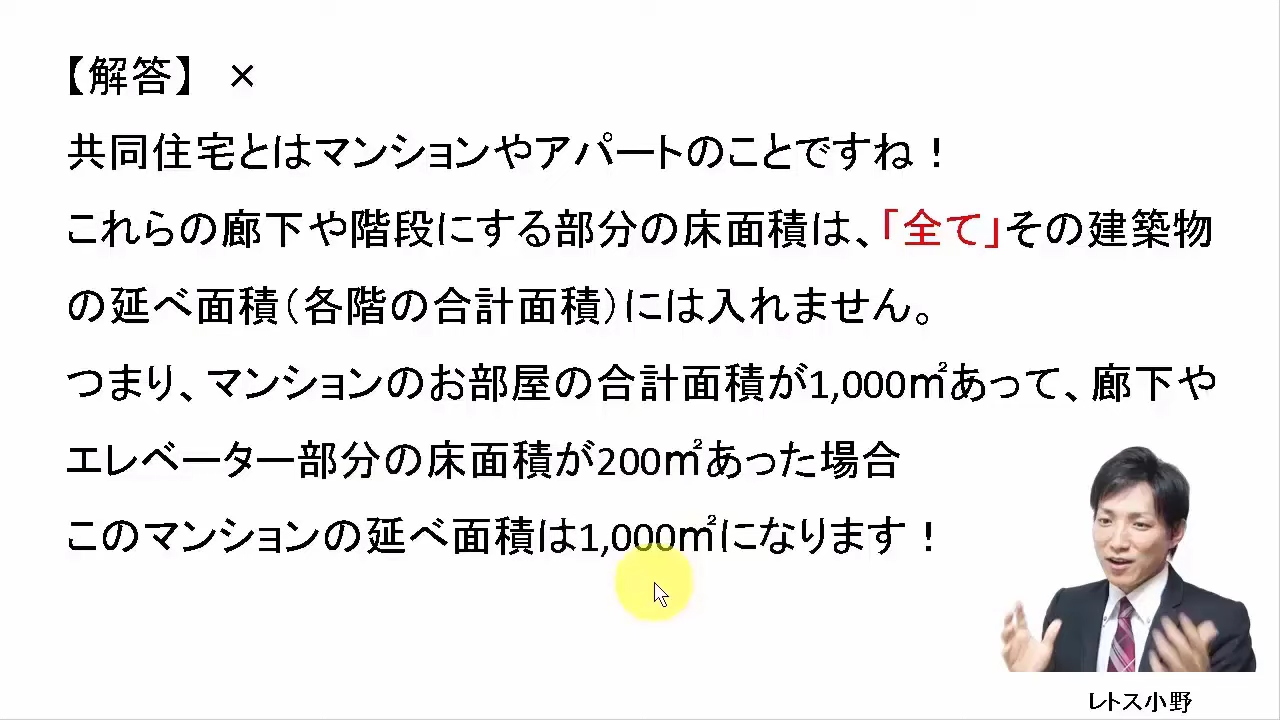 【解答】 ×
共同住宅とはマンションやアパートのことですね！
これらの廊下や階段にする部分の床面積は、「全て」その建築物
の延べ面積（各階の合計面積）には入れません。
つまり、マンションのお部屋の合計面積が1,000㎡あって、廊下や
エレベーター部分の床面積が200㎡あった場合
このマンションの延べ面積は1,000㎡になります！
レトス小野